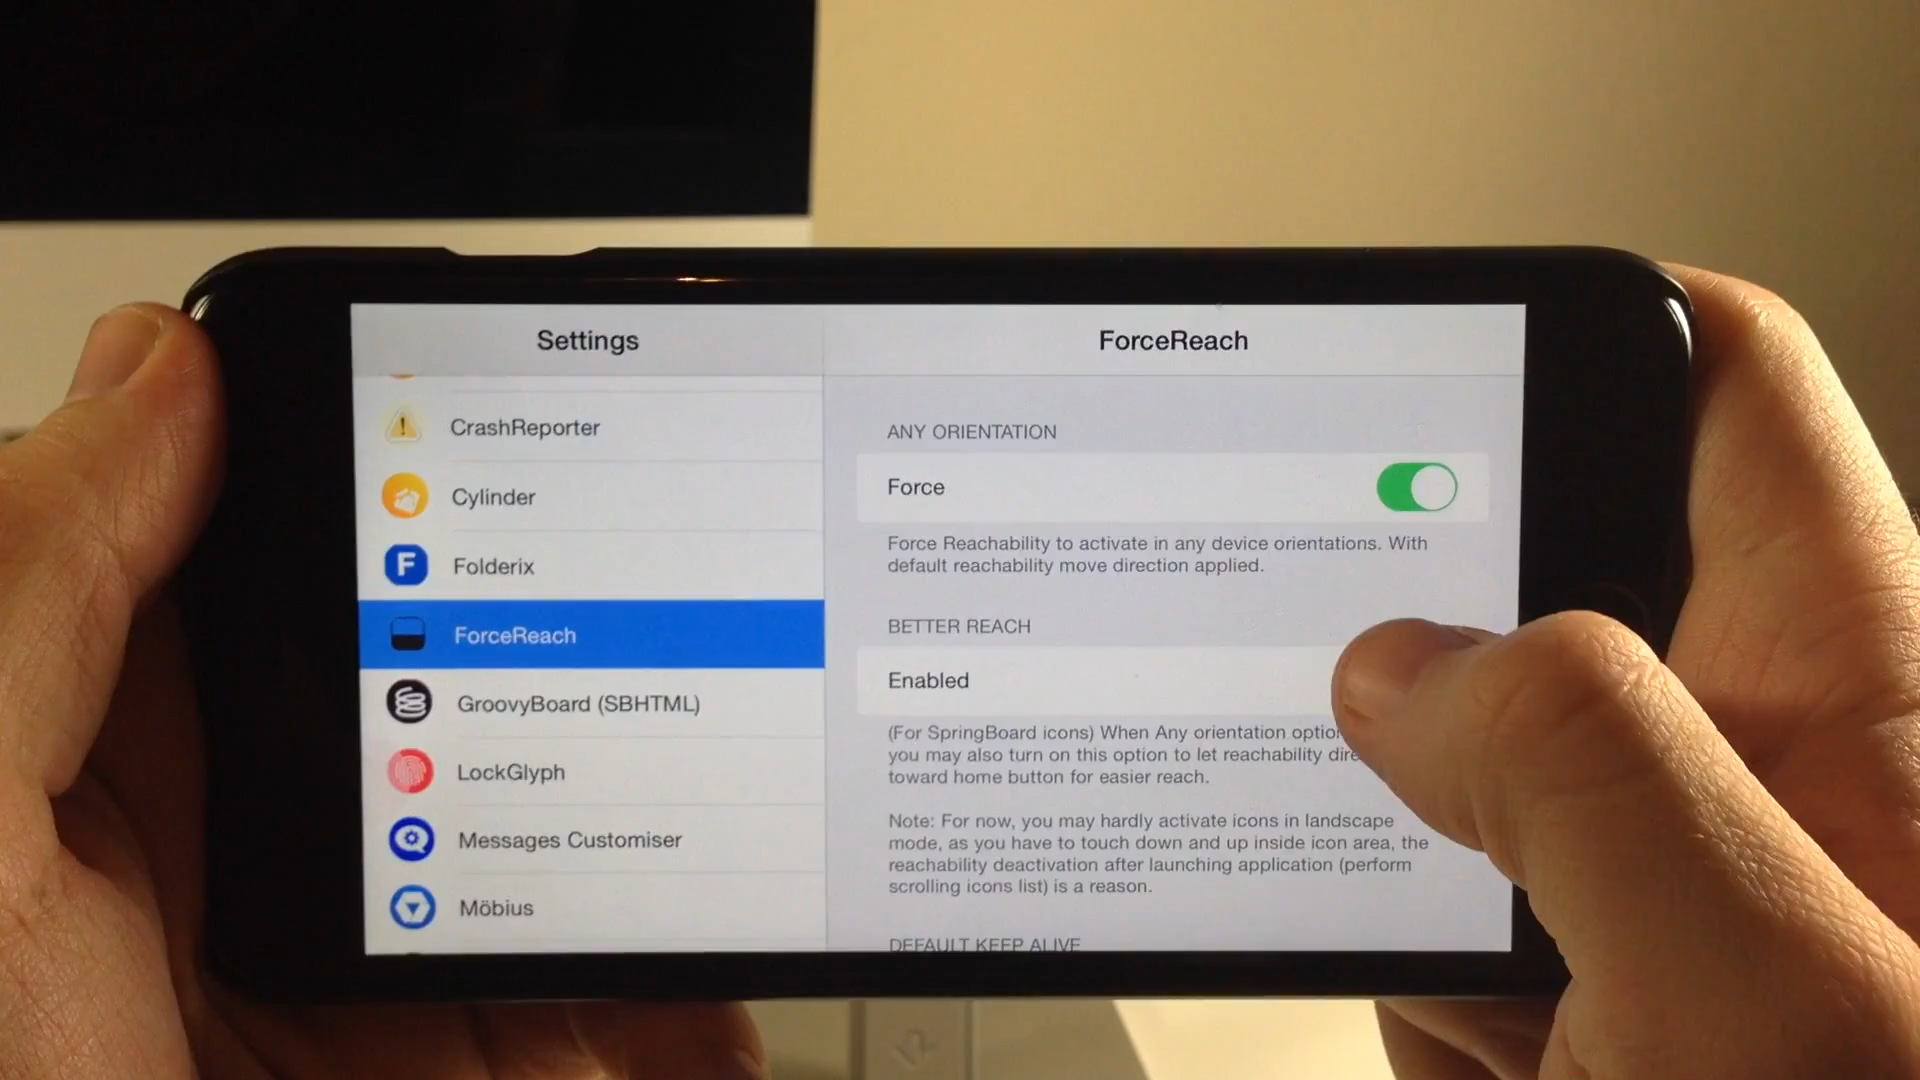 Settings
CrashReporter
Cylinder
Folderix
ForceReach
GroovyBoard (SBHTML)
LockGlyph
Messages Customiser
Möbius
ForceReach
ANY ORIENTATION
Force
Force Reachability to activate in any device orientations. With
default reachability move direction applied.
BETTER REACH
Enabled
(For SpringBoard icons) When Any orientation
you may also turn on this option to let reachability
toward home button for easier reach.
Note: For now, you may hardly activate icons in landscape
mode, as you have to touch down and up inside icon area, the
reachability deactivation after launching application (perform
scrolling icons list) is a reason.
DEFAULT KEEP ALIVE